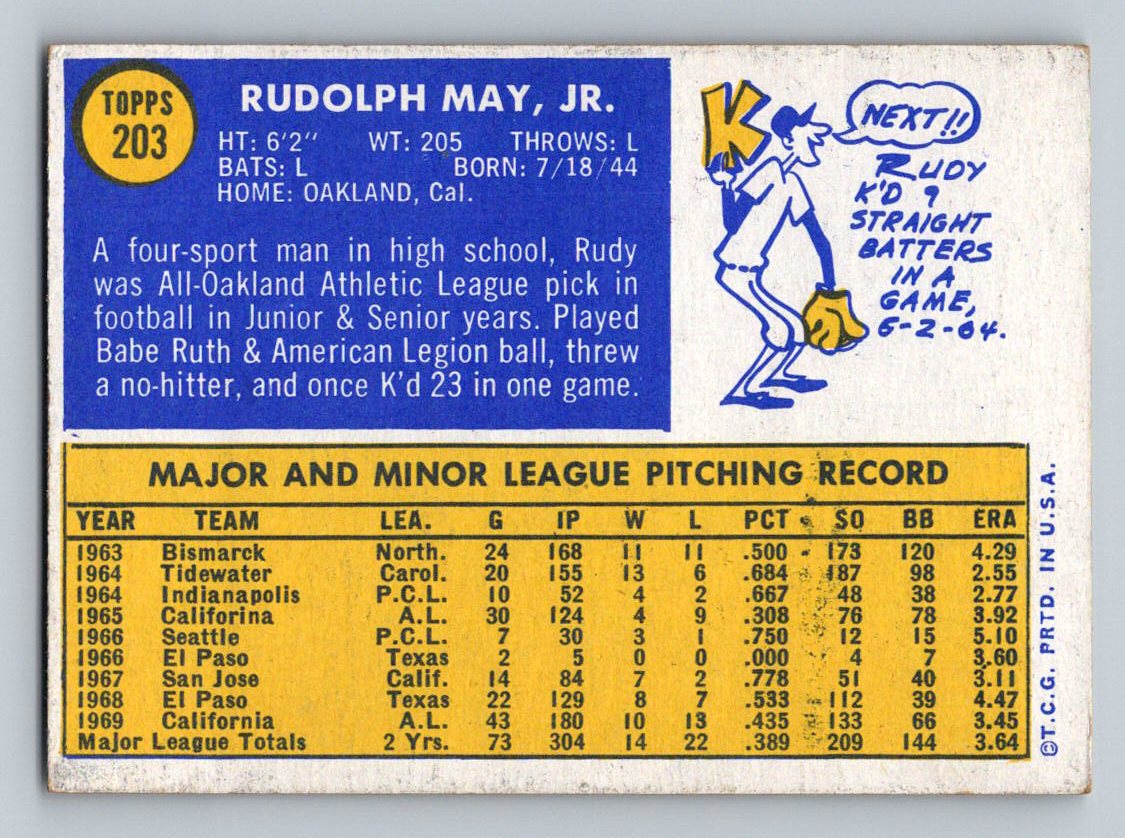 TOPPS
203
RUDOLPH MAY, JR.
HT: 6'2" WT: 205 THROWS: L
BATS: L BORN: 7/18/44
HOME: OAKLAND, Cal.
A four-sport man in high school, Rudy
was All-Oakland Athletic League pick in
football in Junior & Senior years. Played
Babe Ruth & American Legion ball, threw
a no-hitter, and once K'd 23 in one game.
K
NEXT!!
RUDY
K'D 9
STRAIGHT
BATTERS
IN A
GAME,
6-2-64.
MAJOR AND MINOR LEAGUE PITCHING RECORD
YEAR TEAM LEA. G IP W L PCT. SO BB ERA
1963 Bismarck North. 24 168 11 11 .500 173 120 4.29
1964 Tidewater Carol. 20 155 13 6 .684 187 98 2.55
1964 Indianapolis P.C.L. 10 52 4 2 .667 48 38 2.77
1965 Califorina A.L. 30 124 4 9 .308 76 78 3.92
1966 Seattle P.C.L. 7 30 3 1 .750 12 15 5.10
1966 El Paso Texas 2 5 0 0 .000 4 7 3.60
1967 San Jose Calif. 14 84 7 2 .778 51 40 3.11
1968 El Paso Texas 22 129 8 7 .533 112 39 4.47
1969 California A.L. 43 180 10 13 .435 133 66 3.45
Major League Totals 2 Yrs. 73 304 14 22 .389 209 144 3.64
©T.C.G. PRTD. IN U.S.A.